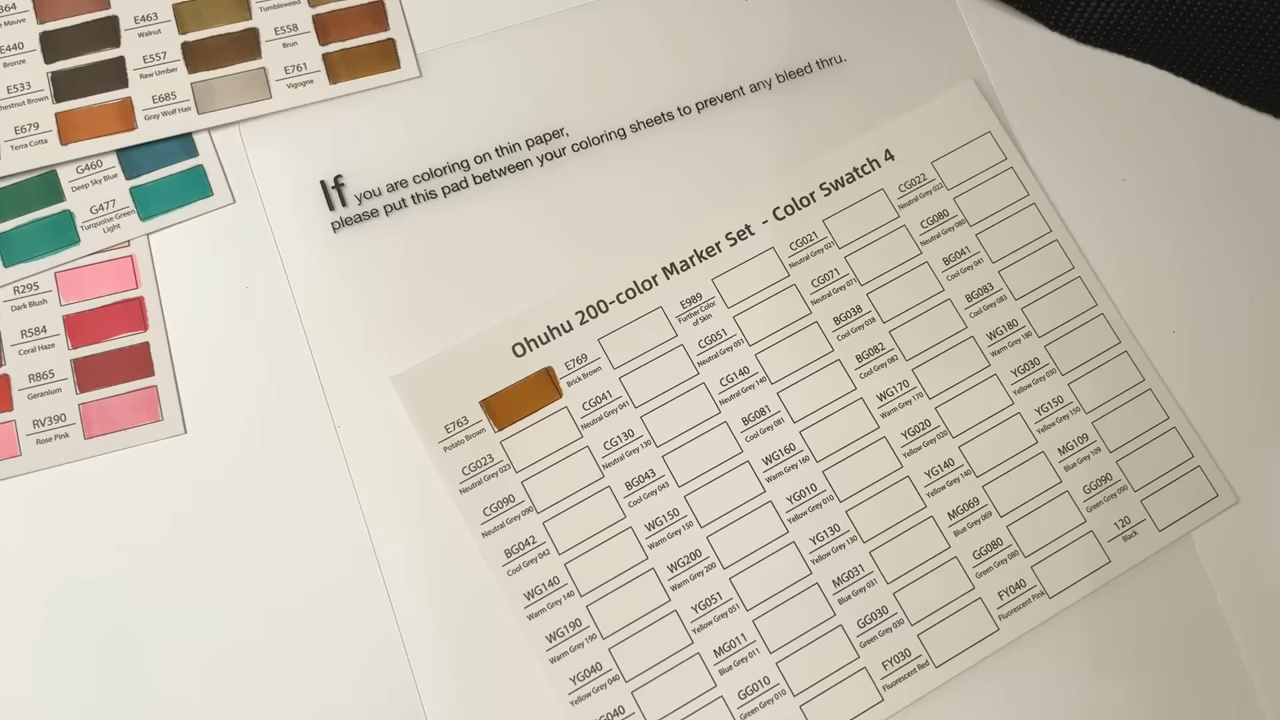 E463
Walnut
Tumbleweed
E440
Bronze
E558
Brun
E557
Raw Umber
E533
E761
Vigogne
E685
Gray Wolf Hair
E679
Terra Cotta
G460
Deep Sky Blue
G477
Turquoise Green
Light
R295
Dark Blush
R584
Coral Haze
R865
Geranium
RV390
Rose Pink
If you are coloring on thin paper,
please put this pad between your coloring sheets to prevent any bleed thru.
Ohuhu 200-color Marker Set - Color Swatch 4
E763
Potato Brown
E769
Brick Brown
E989
Further Color
of Skin
CG021
Neutral Grey 021
CG022
Neutral Grey 022
CG023
Neutral Grey 023
CG041
Neutral Grey 041
CG051
Neutral Grey 051
CG071
Neutral Grey 071
CG080
Neutral Grey 080
CG090
Neutral Grey 090
CG130
Neutral Grey 130
CG140
Neutral Grey 140
BG038
Cool Grey 038
BG041
Cool Grey 041
BG042
Cool Grey 042
BG043
Cool Grey 043
BG081
Cool Grey 081
BG082
Cool Grey 082
BG083
Cool Grey 083
WG140
Warm Grey 140
WG150
Warm Grey 150
WG160
Warm Grey 160
WG170
Warm Grey 170
WG180
Warm Grey 180
WG190
Warm Grey 190
WG200
Warm Grey 200
YG010
Yellow Grey 010
YG020
Yellow Grey 020
YG030
Yellow Grey 030
YG040
Yellow Grey 040
YG051
Yellow Grey 051
YG130
Yellow Grey 130
YG140
Yellow Grey 140
YG150
Yellow Grey 150
MG011
Blue Grey 011
MG031
Blue Grey 031
MG069
Blue Grey 069
MG109
Blue Grey 109
GG010
Green Grey 010
GG030
Green Grey 030
GG080
Green Grey 080
GG090
Green Grey 090
FY030
Fluorescent Red
FY040
Fluorescent Pink
120
Black